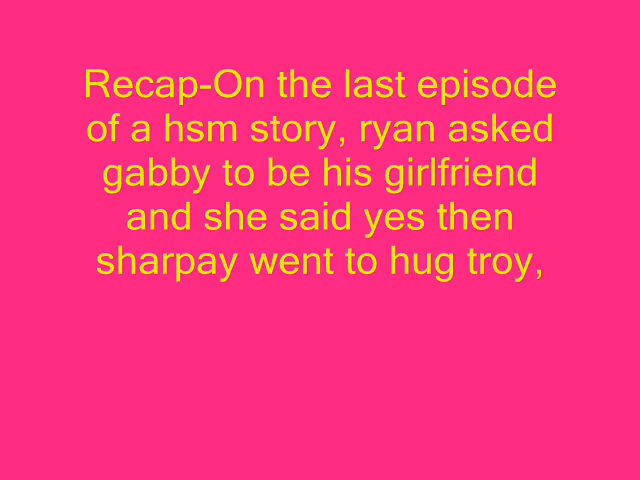 Recap-On the last episode
of a hsm story, ryan asked
gabby to be his girlfriend
and she said yes then
sharpay went to hug troy,